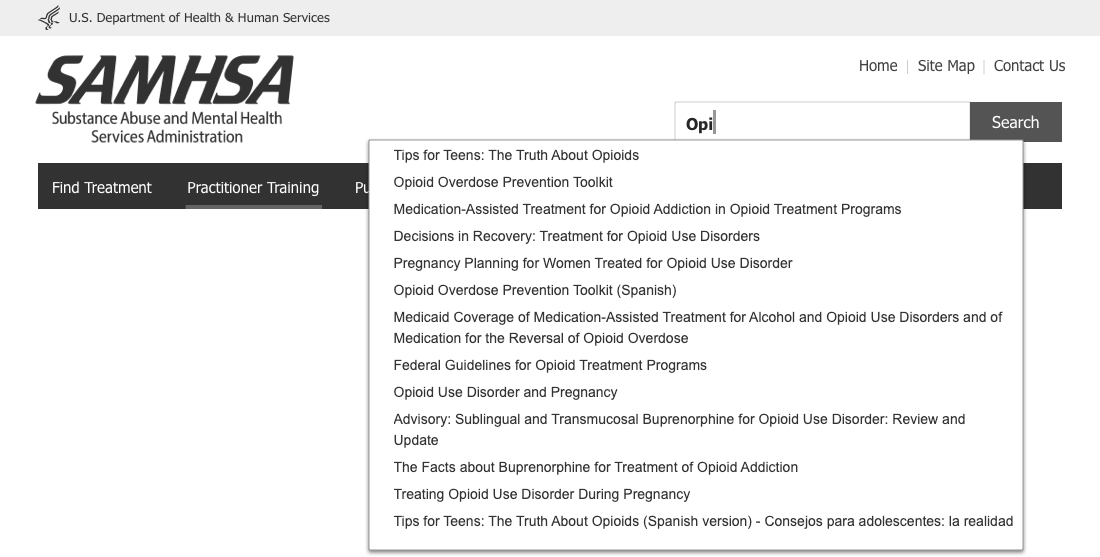 U.S. Department of Health & Human Services
SAMHSA
Substance Abuse and Mental Health
Services Administration
Home | Site Map | Contact Us
Opi
Search
Find Treatment
Practitioner Training
Pu
Tips for Teens: The Truth About Opioids
Opioid Overdose Prevention Toolkit
Medication-Assisted Treatment for Opioid Addiction in Opioid Treatment Programs
Decisions in Recovery: Treatment for Opioid Use Disorders
Pregnancy Planning for Women Treated for Opioid Use Disorder
Opioid Overdose Prevention Toolkit (Spanish)
Medicaid Coverage of Medication-Assisted Treatment for Alcohol and Opioid Use Disorders and of
Medication for the Reversal of Opioid Overdose
Federal Guidelines for Opioid Treatment Programs
Opioid Use Disorder and Pregnancy
Advisory: Sublingual and Transmucosal Buprenorphine for Opioid Use Disorder: Review and
Update
The Facts about Buprenorphine for Treatment of Opioid Addiction
Treating Opioid Use Disorder During Pregnancy
Tips for Teens: The Truth About Opioids (Spanish version) - Consejos para adolescentes: la realidad